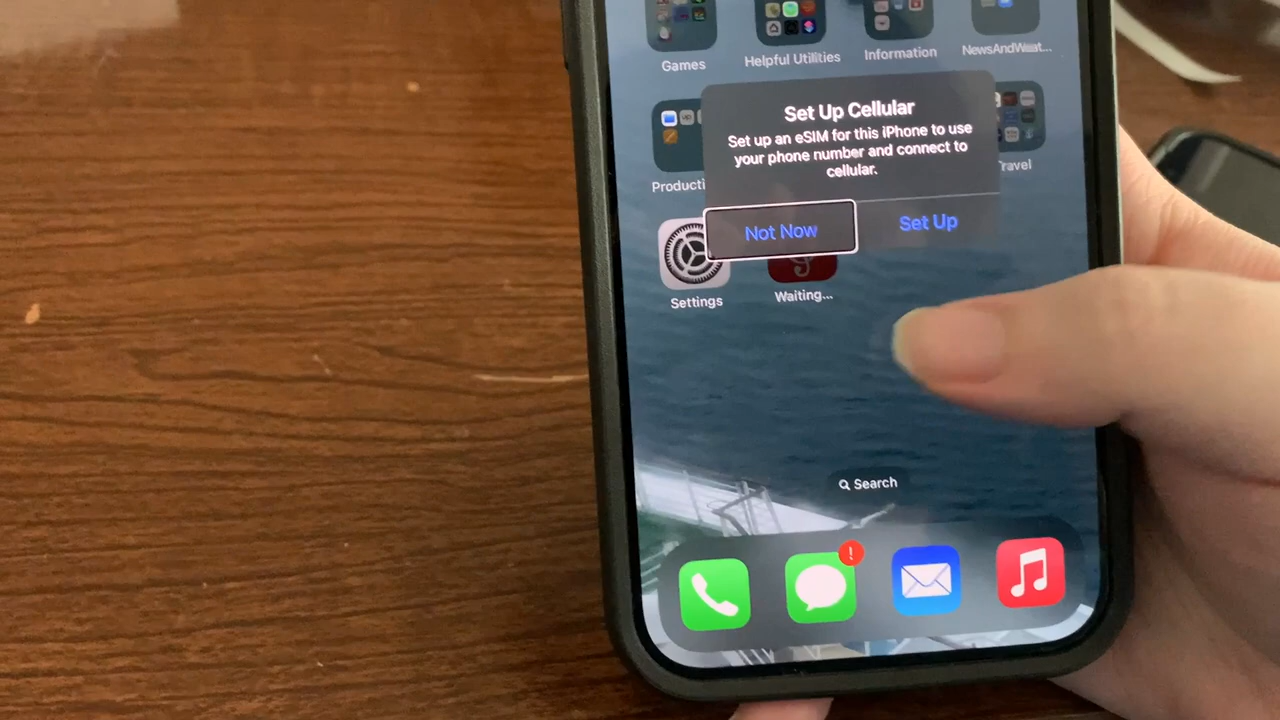 Games
Helpful Utilities
Information
NewsAndWeat...
Set Up Cellular
Set up an eSIM for this iPhone to use
your phone number and connect to
cellular.
Producti
Travel
Not Now
Set Up
Settings
Waiting...
Search
!